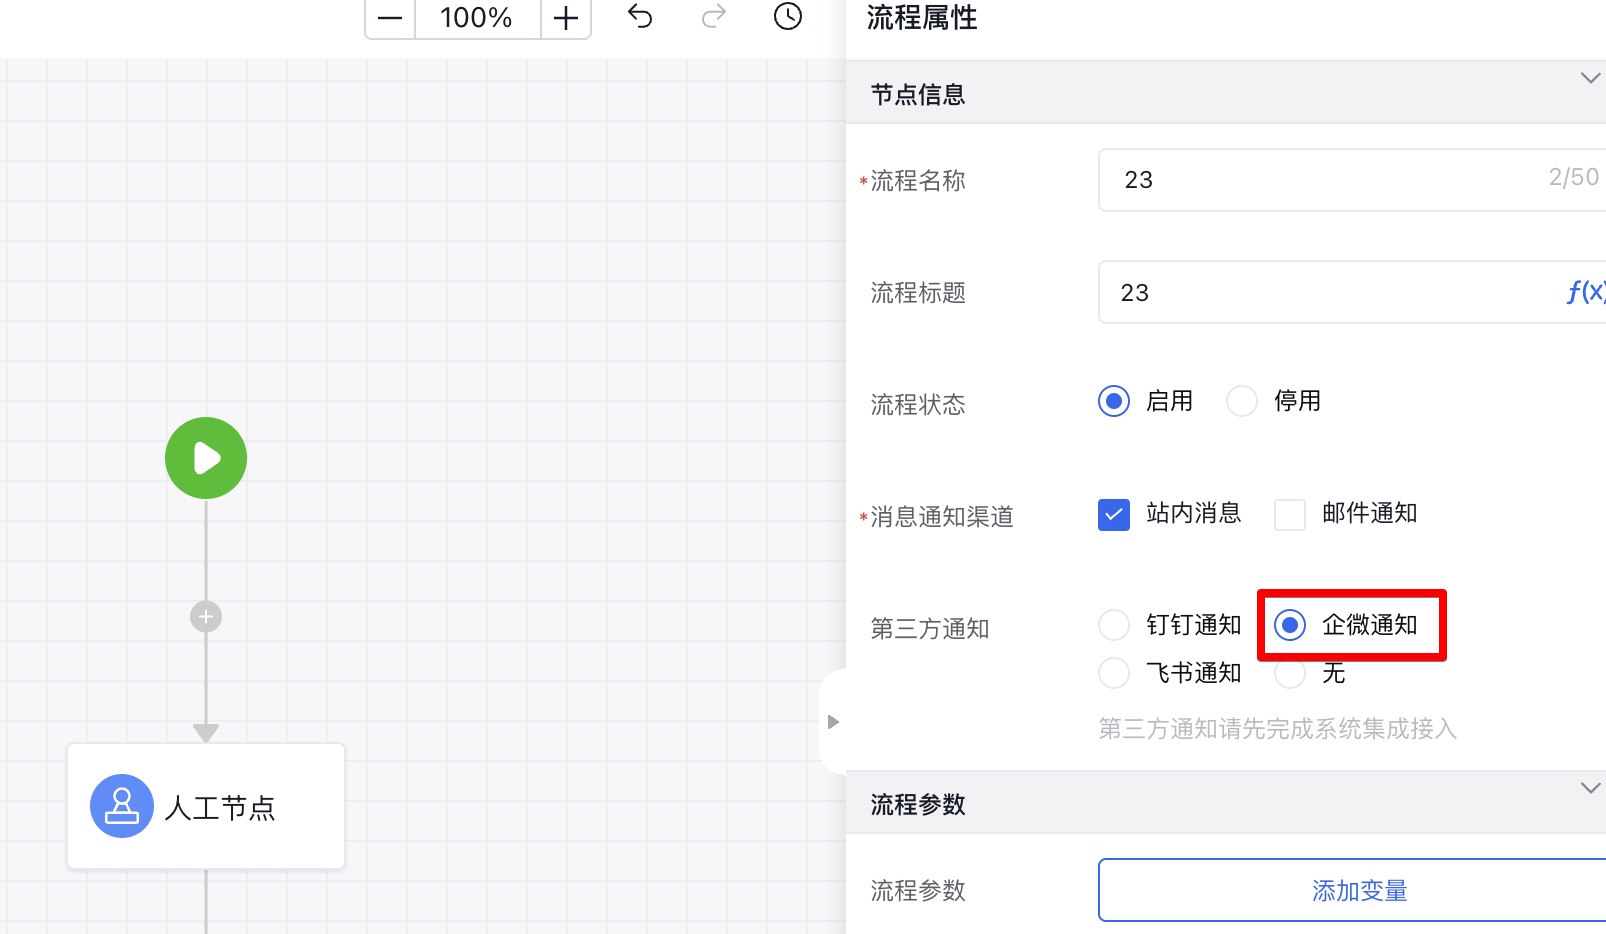 100%
流程属性
节点信息
*流程名称
23
2/50
流程标题
23
f(x)
流程状态
启用
停用
*消息通知渠道
站内消息
邮件通知
第三方通知
钉钉通知
企微通知
飞书通知
无
第三方通知请先完成系统集成接入
人工节点
流程参数
流程参数
添加变量